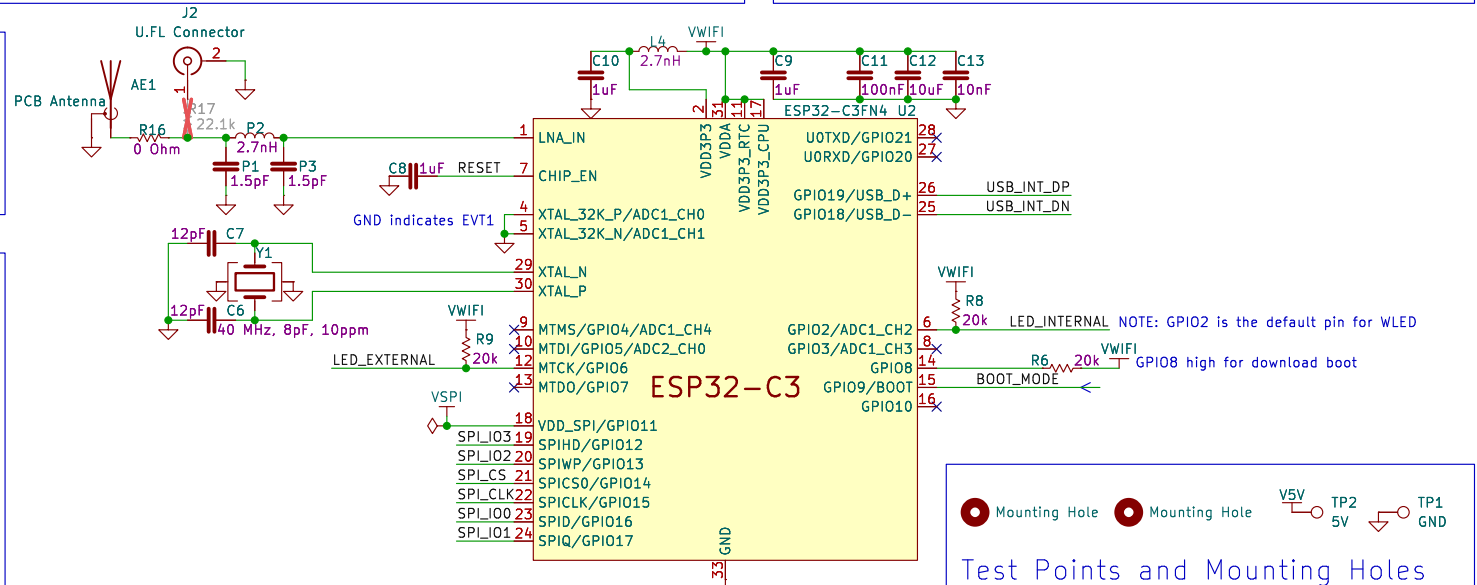 J2
U.FL Connector
2
1
AE1
PCB Antenna
R17
22.1k
R16
0 Ohm
P2
2.7nH
P1
1.5pF
P3
1.5pF
C8
1uF
RESET
GND indicates EVT1
12pF
C7
Y1
12pF
C6
40 MHz, 8pF, 10ppm
VWIFI
R9
20k
LED_EXTERNAL
VSPI
SPI_IO3
SPI_IO2
SPI_CS
SPI_CLK
SPI_IO0
SPI_IO1
C10
1uF
L4
2.7nH
VWIFI
C9
1uF
C11
100nF
C12
10uF
C13
10nF
ESP32-C3FN4 U2
2
VDD3P3
31
VDDA
11
VDD3P3_RTC
17
VDD3P3_CPU
1 LNA_IN
7 CHIP_EN
4 XTAL_32K_P/ADC1_CH0
5 XTAL_32K_N/ADC1_CH1
29 XTAL_N
30 XTAL_P
9 MTMS/GPIO4/ADC1_CH4
10 MTDI/GPIO5/ADC2_CH0
12 MTCK/GPIO6
13 MTDO/GPIO7
18 VDD_SPI/GPIO11
19 SPIHD/GPIO12
20 SPIWP/GPIO13
21 SPICS0/GPIO14
22 SPICLK/GPIO15
23 SPID/GPIO16
24 SPIQ/GPIO17
ESP32-C3
GND
33
U0TXD/GPIO21 28
U0RXD/GPIO20 27
GPIO19/USB_D+ 26
GPIO18/USB_D- 25
GPIO2/ADC1_CH2 6
GPIO3/ADC1_CH3 8
GPIO8 14
GPIO9/BOOT 15
GPIO10 16
USB_INT_DP
USB_INT_DN
VWIFI
R8
20k
LED_INTERNAL
NOTE: GPIO2 is the default pin for WLED
R6
20k
VWIFI
GPIO8 high for download boot
BOOT_MODE
Mounting Hole
Mounting Hole
V5V
TP2
5V
TP1
GND
Test Points and Mounting Holes